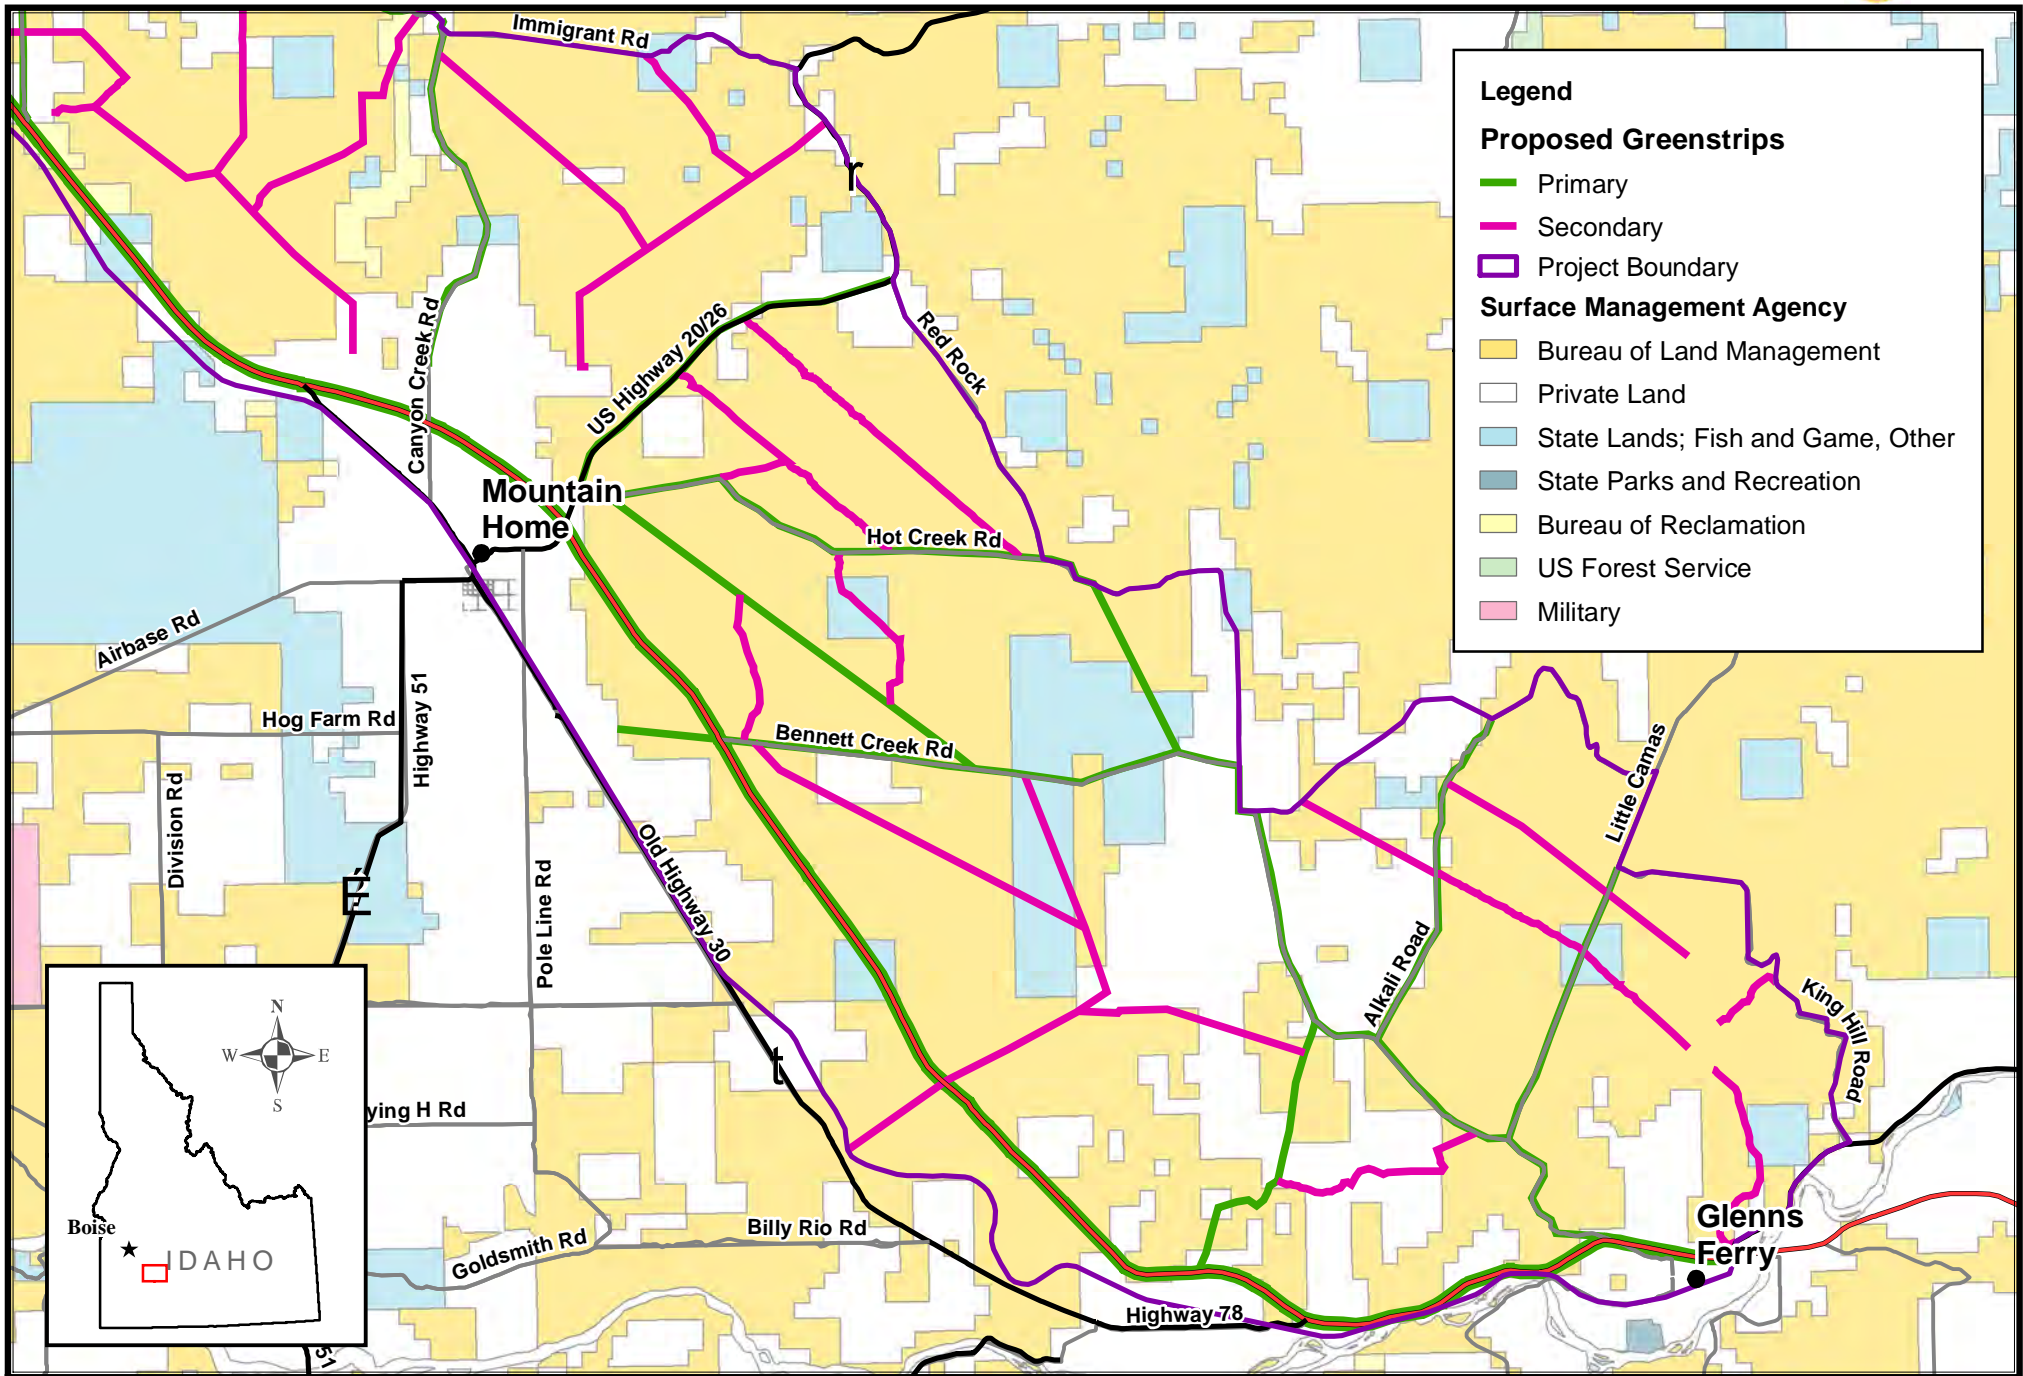 Immigrant Rd
Legend
Proposed Greenstrips
Primary
Secondary
Project Boundary
Surface Management Agency
Bureau of Land Management
Private Land
State Lands; Fish and Game, Other
State Parks and Recreation
Bureau of Reclamation
US Forest Service
Military
r
Canyon Creek Rd
US Highway 20/26
Red Rock
Mountain
Home
Hot Creek Rd
Airbase Rd
Hog Farm Rd
Highway 51
Bennett Creek Rd
Little Camas
Division Rd
É
Pole Line Rd
Old Highway 30
Alkali Road
King Hill Road
t
ying H Rd
N
W
E
S
Boise
IDAHO
Goldsmith Rd
Billy Rio Rd
Glenns
Ferry
Highway 78
51